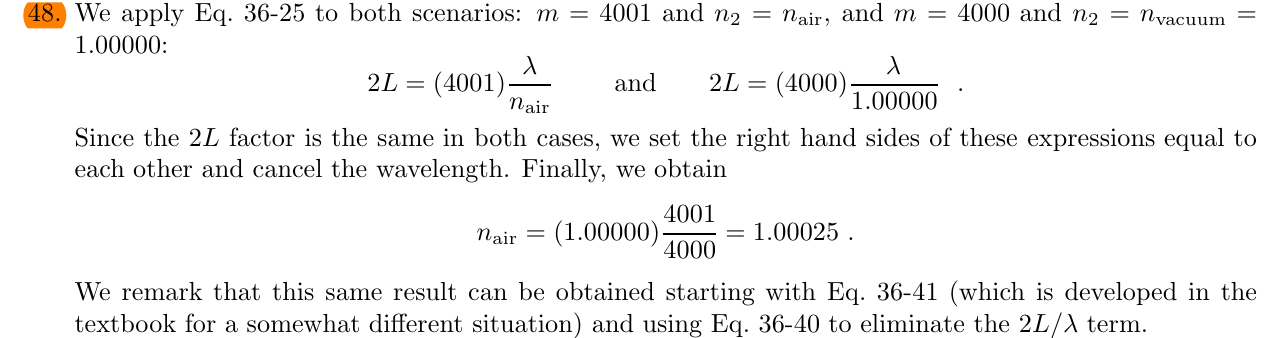 48. We apply Eq. 36-25 to both scenarios: m = 4001 and n₂ = n_air, and m = 4000 and n₂ = n_vacuum =
1.00000:
2L = (4001) λ/n_air and 2L = (4000) λ/1.00000 .
Since the 2L factor is the same in both cases, we set the right hand sides of these expressions equal to
each other and cancel the wavelength. Finally, we obtain
n_air = (1.00000) 4001/4000 = 1.00025 .
We remark that this same result can be obtained starting with Eq. 36-41 (which is developed in the
textbook for a somewhat different situation) and using Eq. 36-40 to eliminate the 2L/λ term.